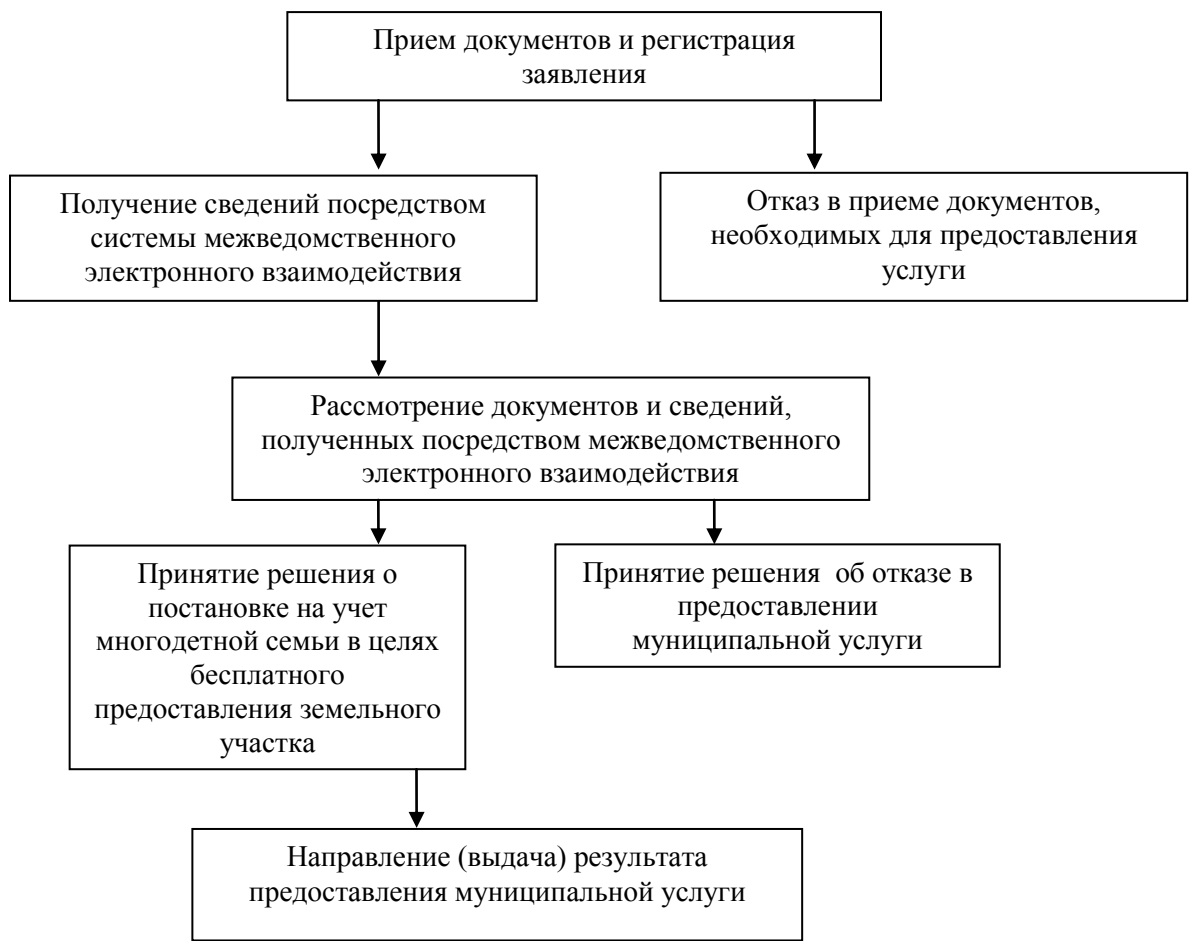 Прием документов и регистрация
заявления
Получение сведений посредством
системы межведомственного
электронного взаимодействия
Отказ в приеме документов,
необходимых для предоставления
услуги
Рассмотрение документов и сведений,
полученных посредством межведомственного
электронного взаимодействия
Принятие решения о
постановке на учет
многодетной семьи в целях
бесплатного
предоставления земельного
участка
Принятие решения  об отказе в
предоставлении
муниципальной услуги
Направление (выдача) результата
предоставления муниципальной услуги